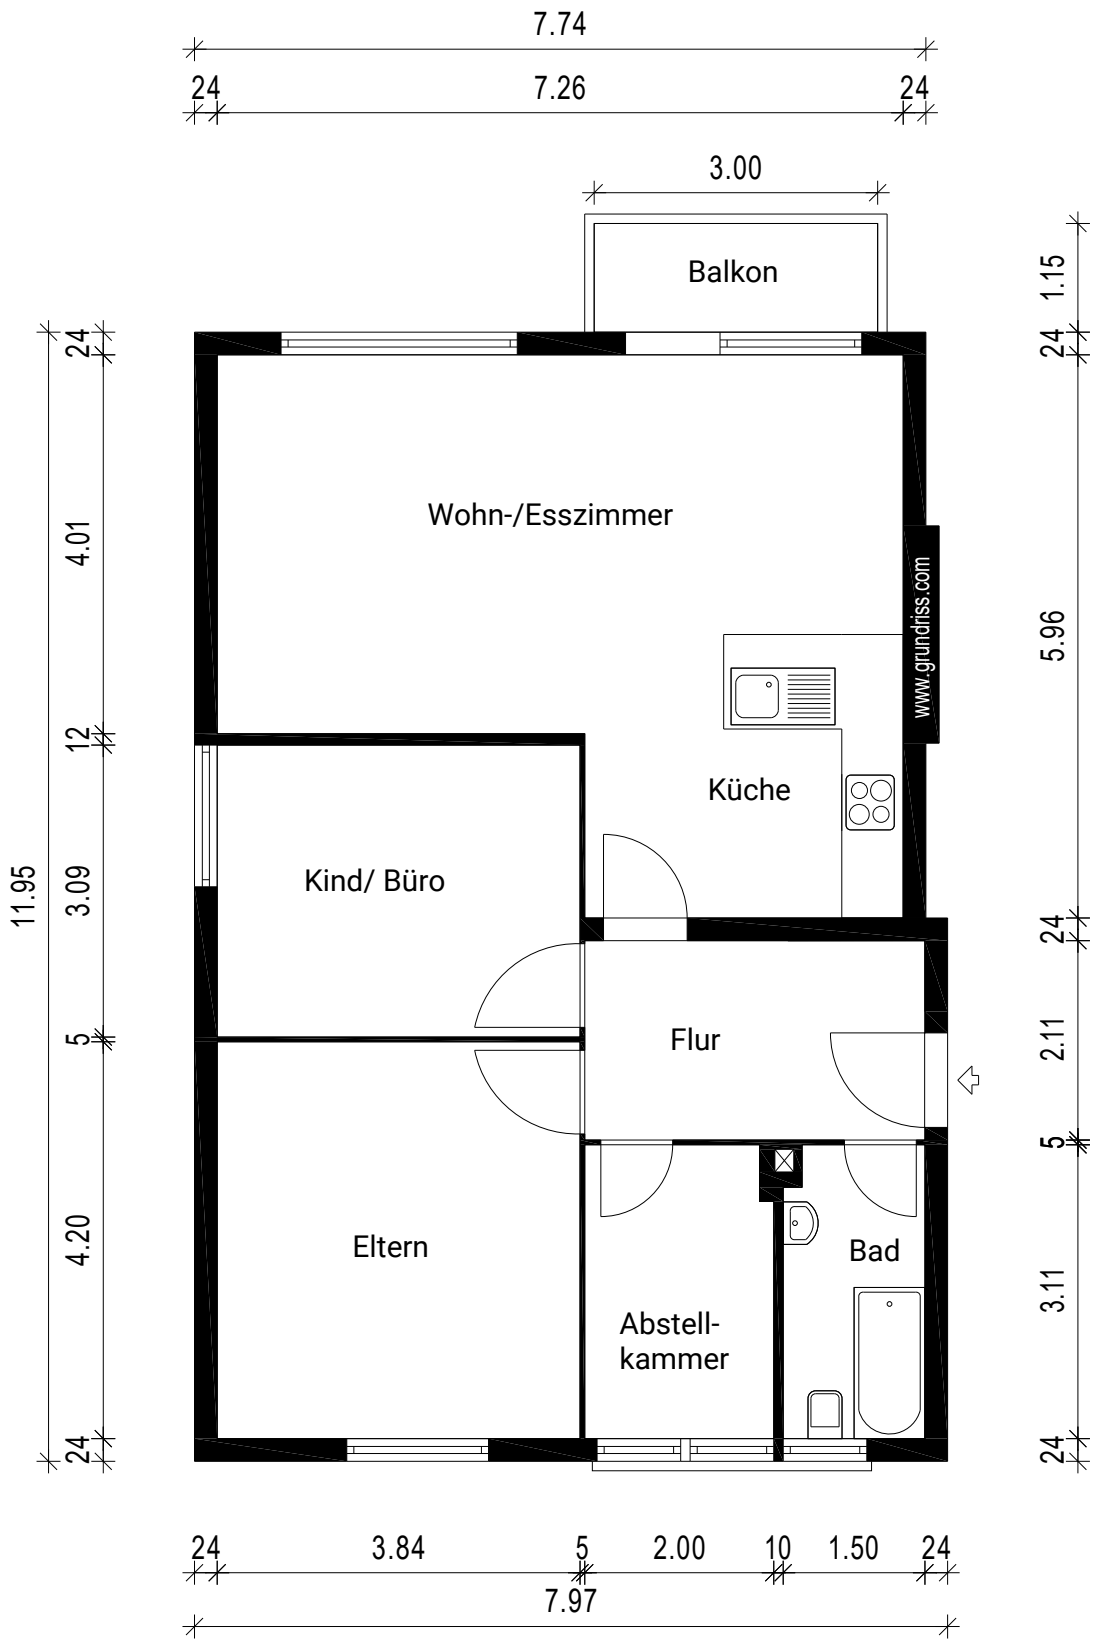 7.74
24 7.26 24
3.00
Balkon
1.15
24
24
4.01
Wohn-/Esszimmer
www.grundriss.com
5.96
12
Küche
Kind/ Büro
3.09
11.95
24
Flur
2.11
5
5
Eltern
4.20
Bad
3.11
Abstell-
kammer
24
24
24 3.84 5 2.00 10 1.50 24
7.97